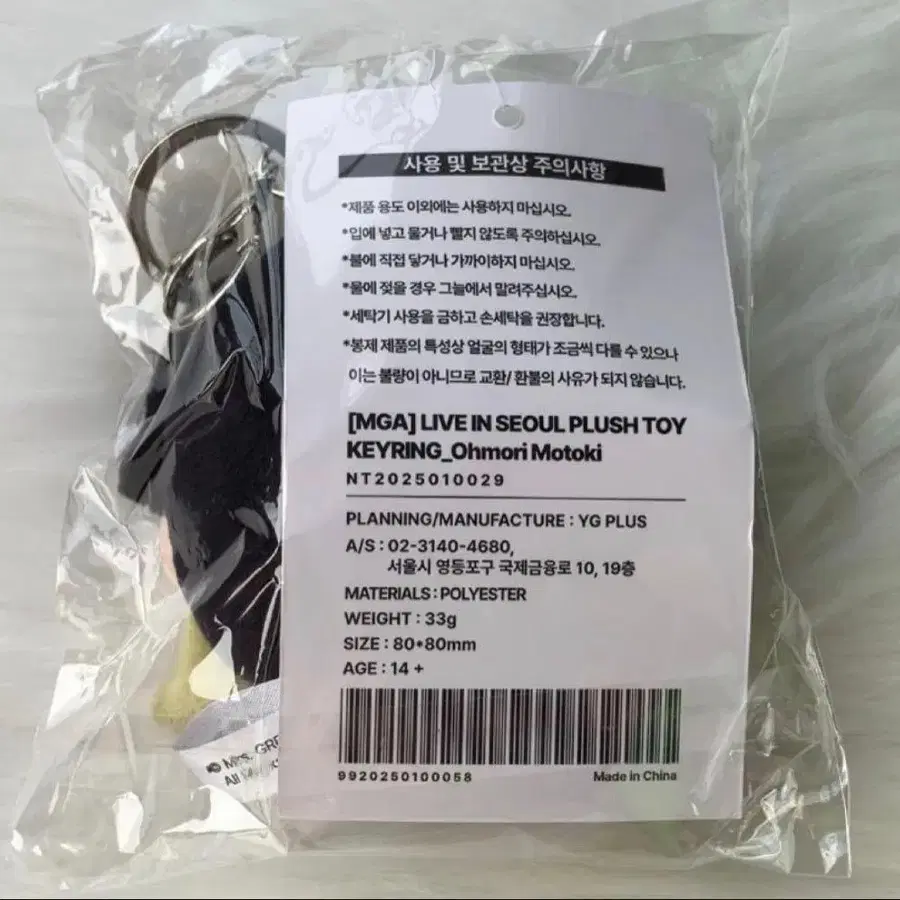 사용 및 보관상 주의사항
*제품 용도 이외에는 사용하지 마십시오.
*입에 넣고 물거나 빨지 않도록 주의하십시오.
*불에 직접 닿거나 가까이하지 마십시오.
*물에 젖을 경우 그늘에서 말려주십시오.
*세탁기 사용을 금하고 손세탁을 권장합니다.
*봉제 제품의 특성상 얼굴의 형태가 조금씩 다를 수 있으나
이는 불량이 아니므로 교환/ 환불의 사유가 되지 않습니다.
[MGA] LIVE IN SEOUL PLUSH TOY
KEYRING_Ohmori Motoki
NT2025010029
PLANNING/MANUFACTURE : YG PLUS
A/S : 02-3140-4680,
서울시 영등포구 국제금융로 10, 19층
MATERIALS : POLYESTER
WEIGHT : 33g
SIZE : 80*80mm
AGE : 14 +
9920250100058
Made in China
Mrs. GRE
All